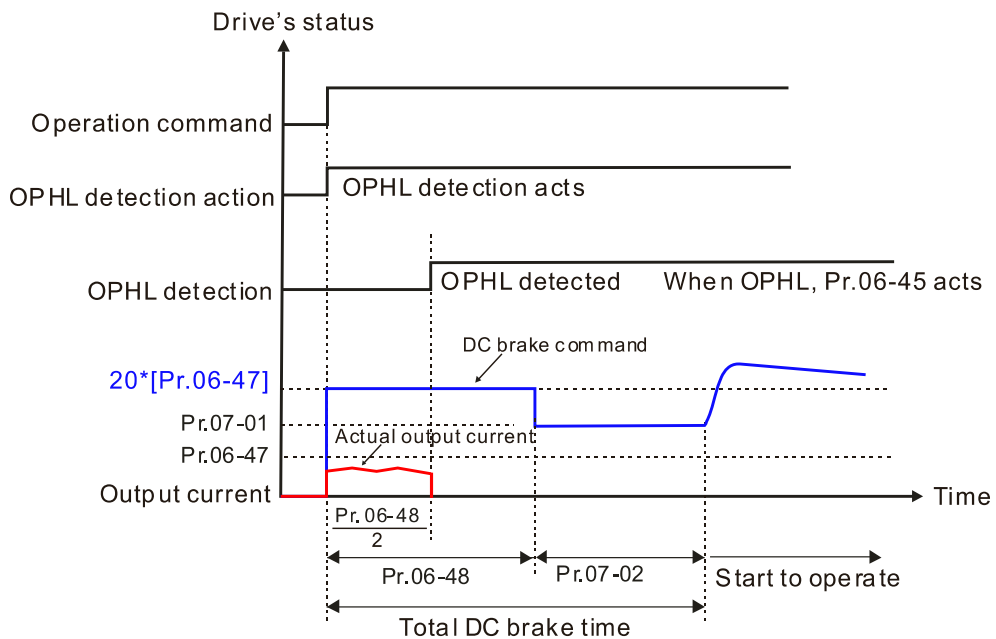 Drive's status
Operation command
OPHL detection action
OPHL detection acts
OPHL detection
OPHL detected
When OPHL, Pr.06-45 acts
DC brake command
20*[Pr.06-47]
Pr.07-01
Actual output current
Pr.06-47
Output current
Time
Pr. 06-48
2
Pr.06-48
Pr.07-02
Start to operate
Total DC brake time